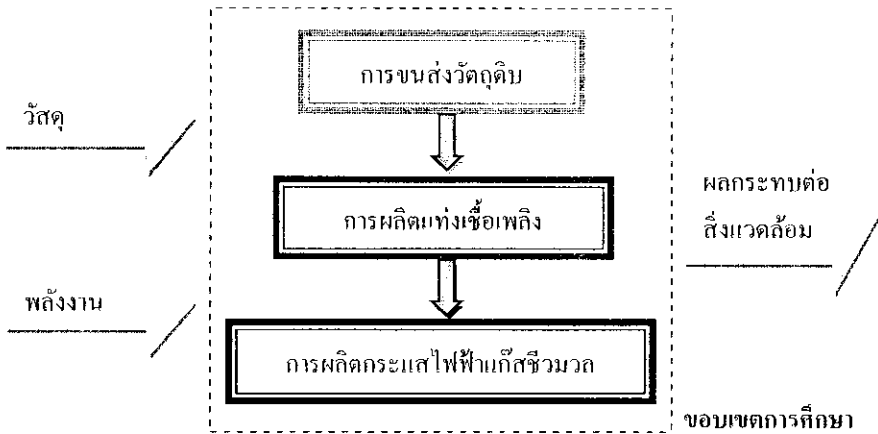 การขนส่งวัตถุดิบ
วัสดุ
การผลิตแท่งเชื้อเพลิง
ผลกระทบต่อ
สิ่งแวดล้อม
พลังงาน
การผลิตกระแสไฟฟ้าแก๊สชีวมวล
ขอบเขตการศึกษา